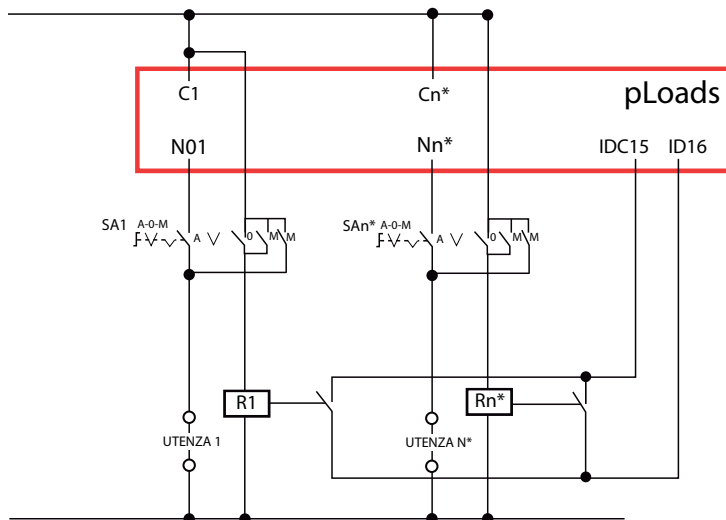 C1
Cn*
pLoads
N01
Nn*
IDC15
ID16
SA1
A-0-M
A
0
M
M
SAn*
A-0-M
A
0
M
M
R1
Rn*
UTENZA 1
UTENZA N*